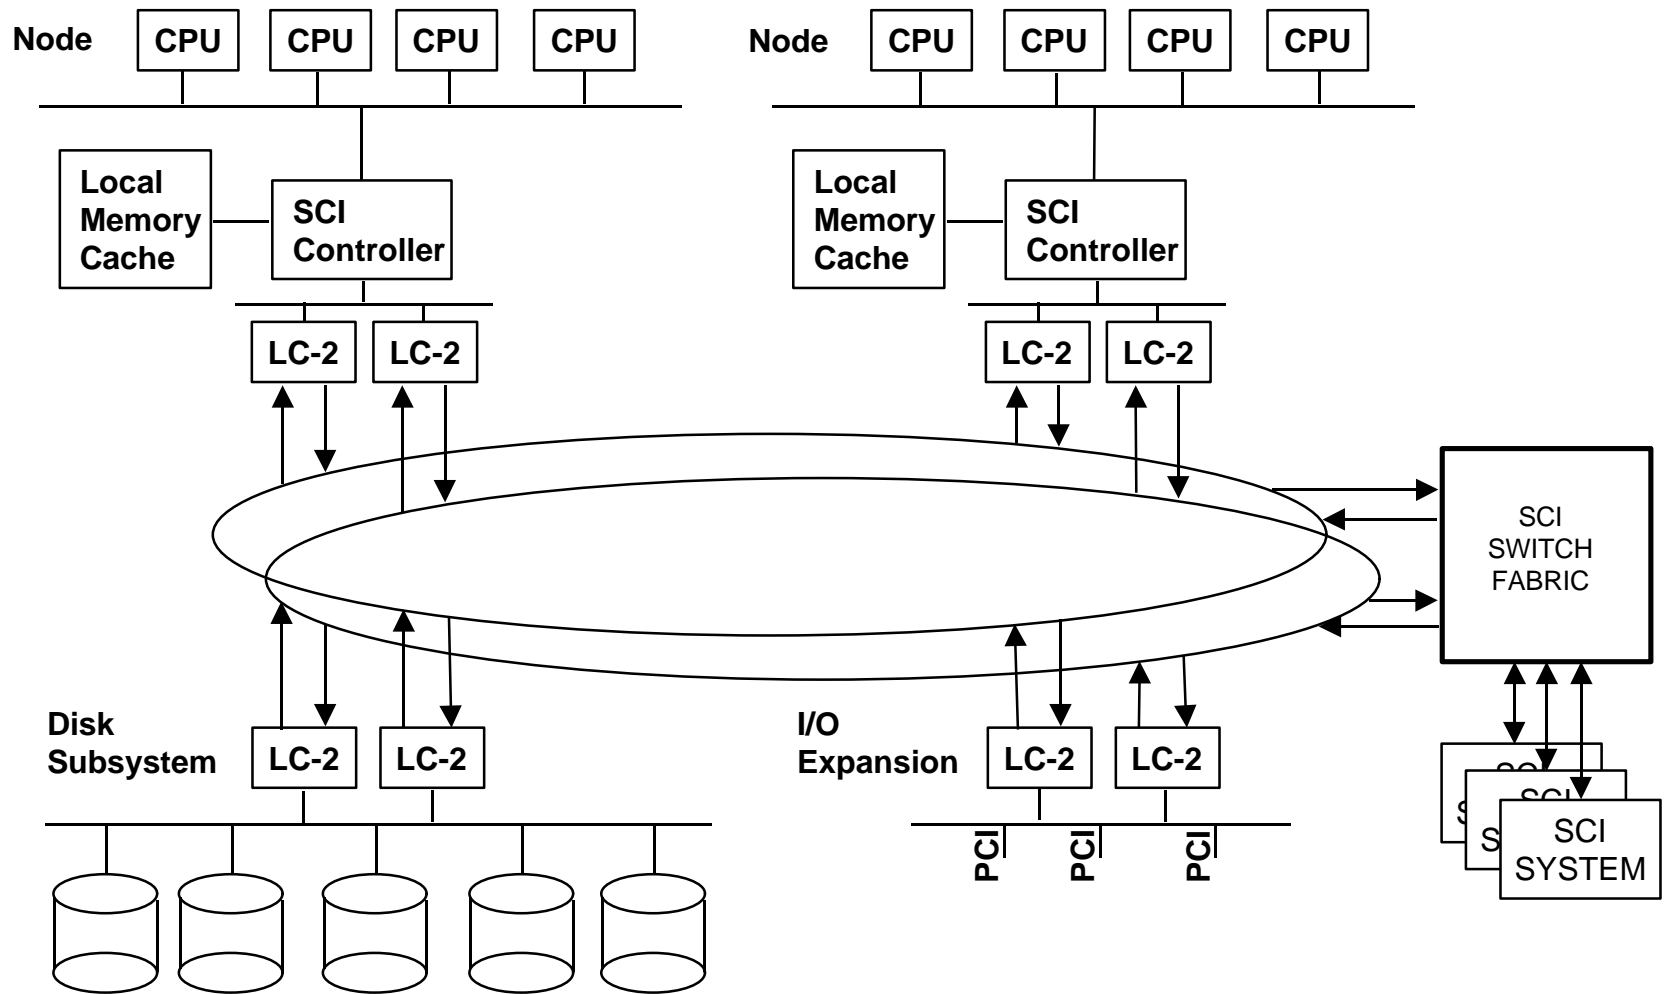 Node
CPU
CPU
CPU
CPU
Node
CPU
CPU
CPU
CPU
Local
Memory
Cache
SCI
Controller
Local
Memory
Cache
SCI
Controller
LC-2
LC-2
LC-2
LC-2
SCI
SWITCH
FABRIC
Disk
Subsystem
LC-2
LC-2
I/O
Expansion
LC-2
LC-2
PCI
PCI
PCI
SCI
SCI
SYSTEM